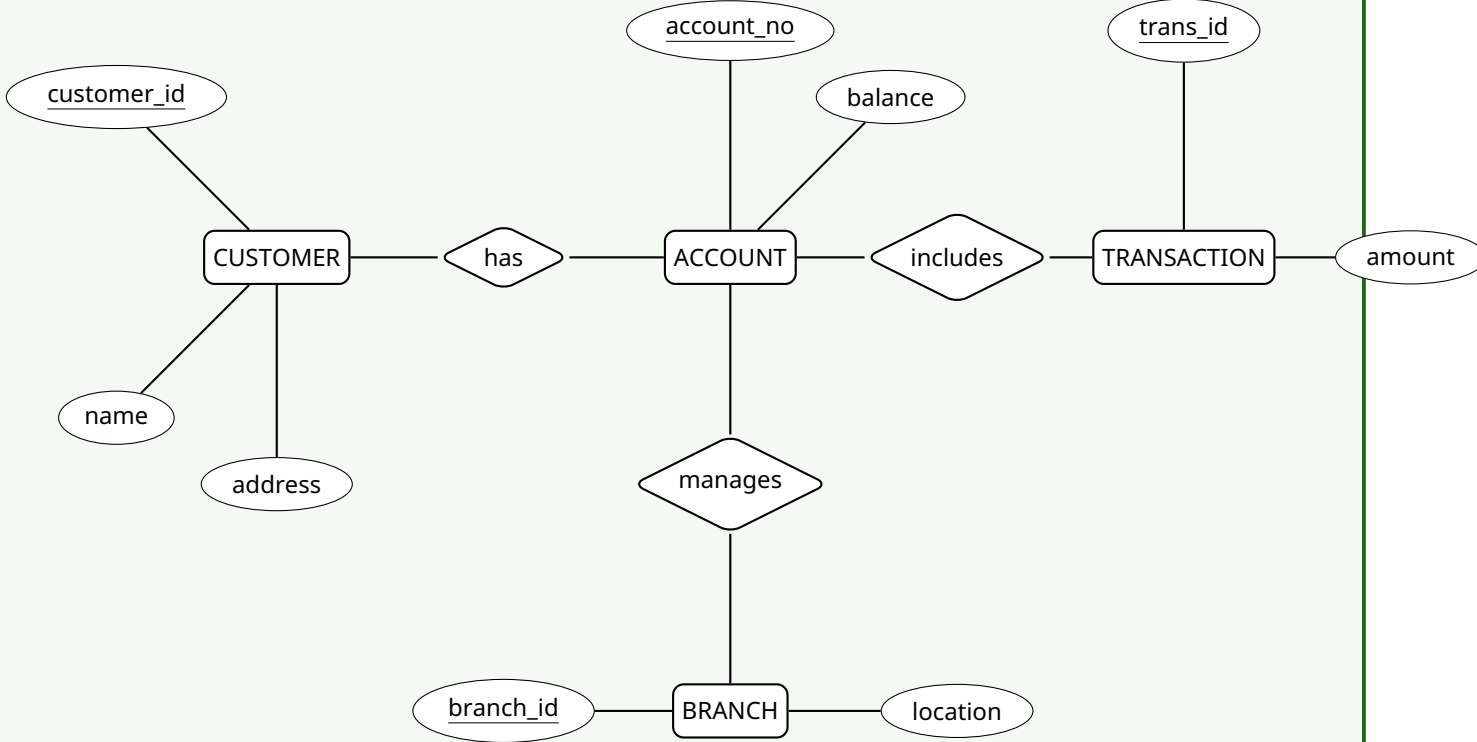 account_no
trans_id
customer_id
balance
CUSTOMER
has
ACCOUNT
includes
TRANSACTION
amount
name
address
manages
branch_id
BRANCH
location